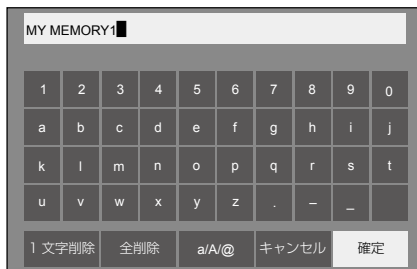 MY MEMORY1
1 2 3 4 5 6 7 8 9 0
a b c d e f g h i j
k l m n o p q r s t
u v w x y z . – _
1 文字削除 全削除 a/A/@ キャンセル 確定